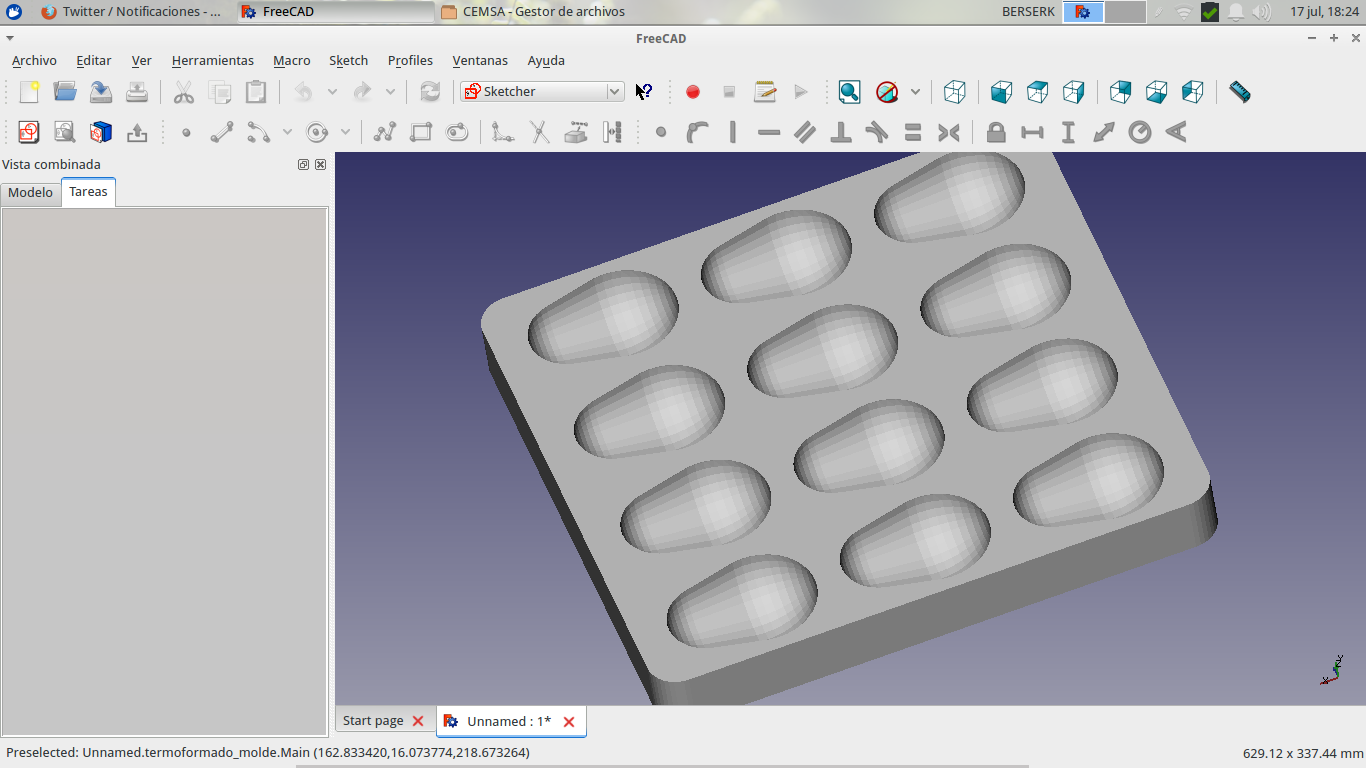 Twitter / Notificaciones - ...
FreeCAD
CEMSA - Gestor de archivos
BERSERK
17 jul, 18:24
FreeCAD
Archivo Editar Ver Herramientas Macro Sketch Profiles Ventanas Ayuda
Sketcher
Vista combinada
Modelo Tareas
Y
Z
X
Start page
Unnamed : 1*
Preselected: Unnamed.termoformado_molde.Main (162.833420,16.073774,218.673264)
629.12 x 337.44 mm